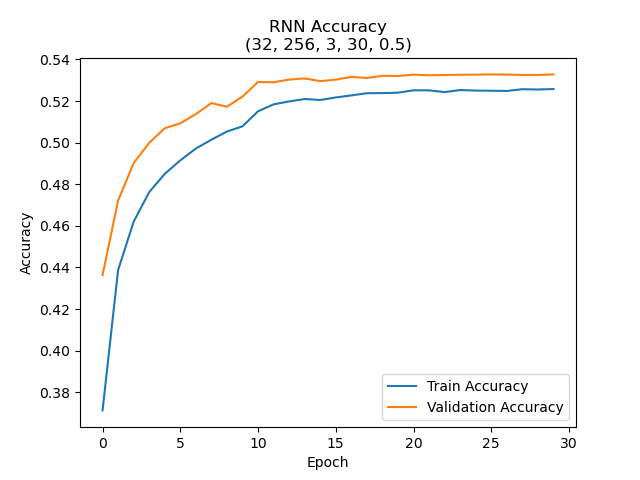 RNN Accuracy
(32, 256, 3, 30, 0.5)
0.54
0.52
0.50
0.48
0.46
0.44
0.42
0.40
0.38
Accuracy
Train Accuracy
Validation Accuracy
0 5 10 15 20 25 30
Epoch